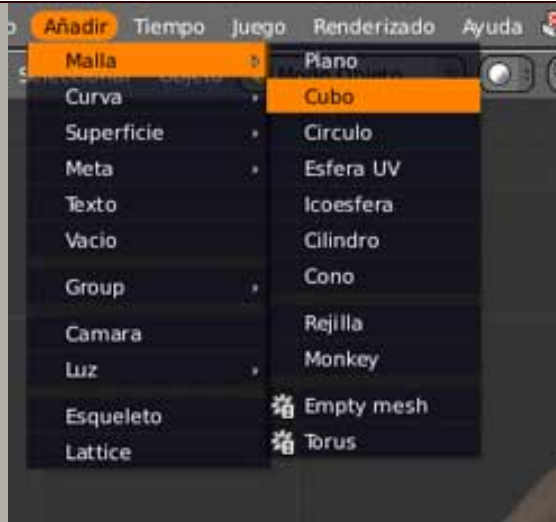 Añadir Tiempo Juego Renderizado Ayuda
Malla
Curva
Superficie
Meta
Texto
Vacio
Group
Camara
Luz
Esqueleto
Lattice
Plano
Cubo
Circulo
Esfera UV
Icoesfera
Cilindro
Cono
Rejilla
Monkey
Empty mesh
Torus